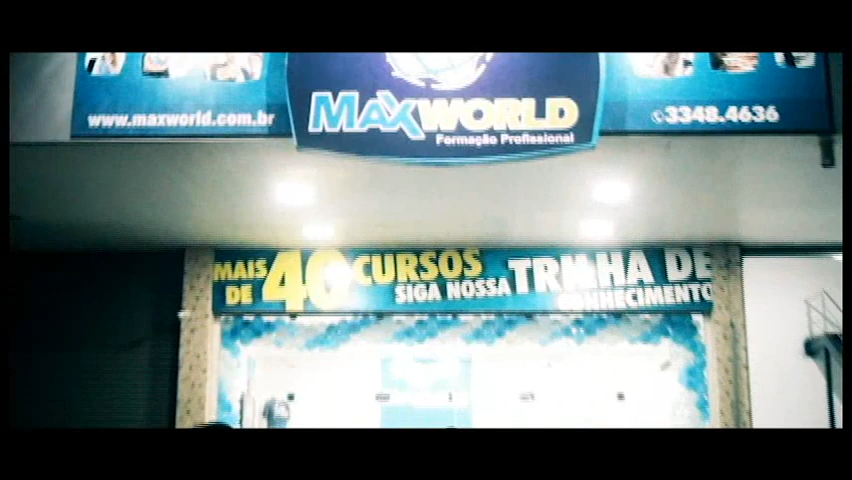 www.maxworld.com.br
MAXWORLD
Formação Profissional
3348.4636
MAIS DE 40 CURSOS
SIGA NOSSA TRILHA DE
CONHECIMENTO